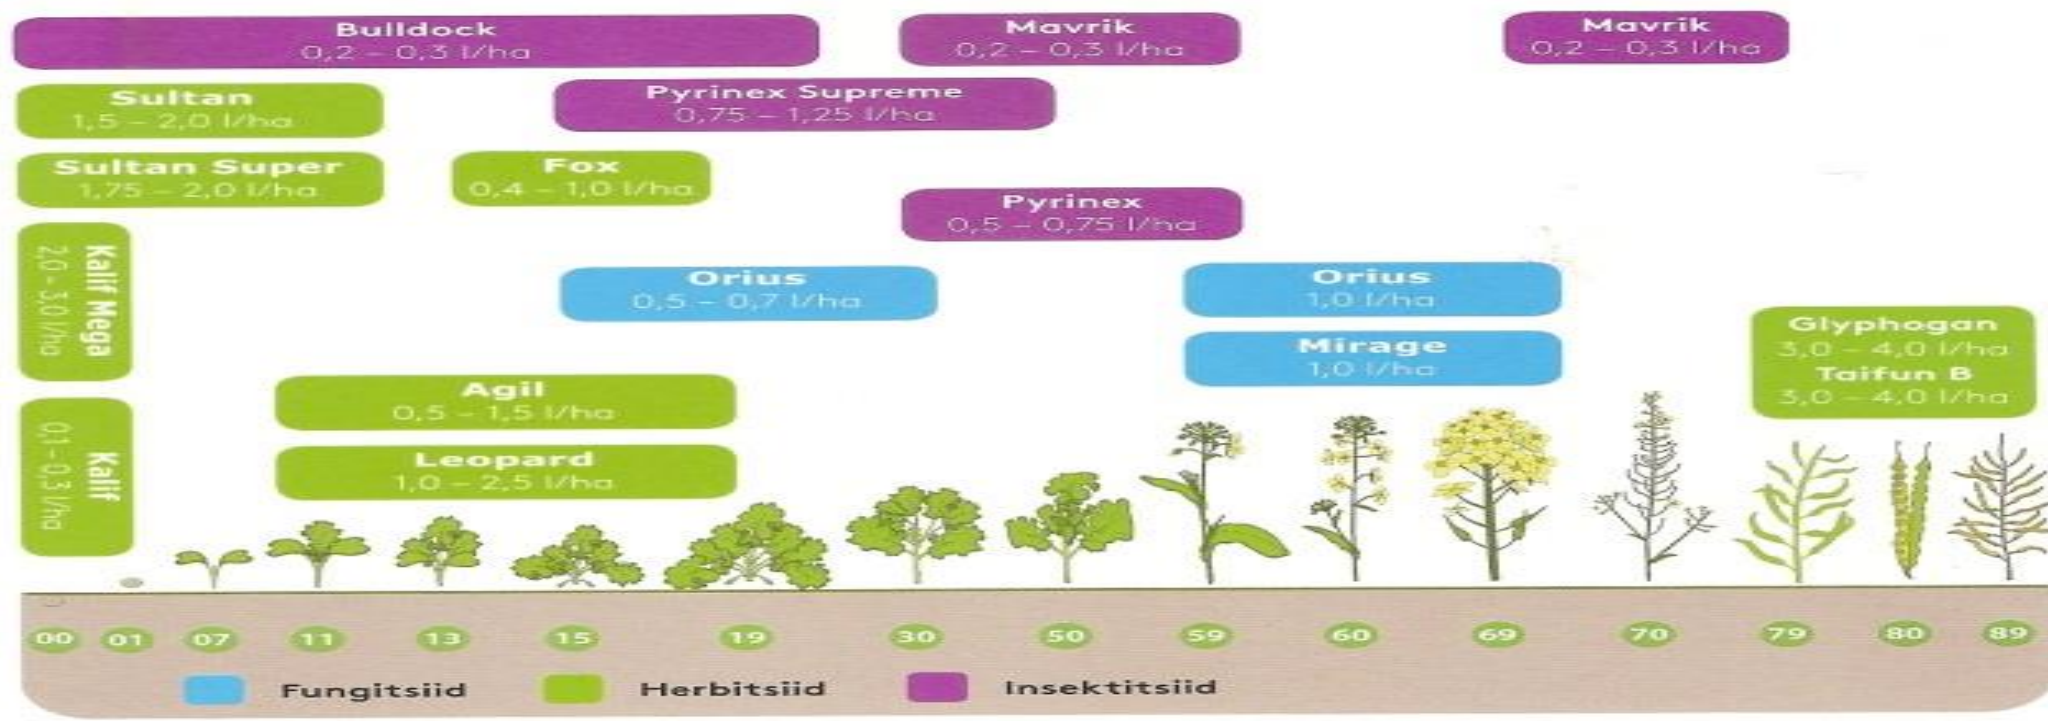 Bulldock
0,2 – 0,3 l/ha
Mavrik
0,2 – 0,3 l/ha
Mavrik
0,2 – 0,3 l/ha
Sultan
1,5 – 2,0 l/ha
Pyrinex Supreme
0,75 – 1,25 l/ha
Sultan Super
1,75 – 2,0 l/ha
Fox
0,4 – 1,0 l/ha
Pyrinex
0,5 – 0,75 l/ha
Kalif Mega
2,0 – 3,0 l/ha
Orius
0,5 – 0,7 l/ha
Orius
1,0 l/ha
Mirage
1,0 l/ha
Glyphogan
3,0 – 4,0 l/ha
Taifun B
3,0 – 4,0 l/ha
Agil
0,5 – 1,5 l/ha
Kalif
0,1 – 0,3 l/ha
Leopard
1,0 – 2,5 l/ha
00 01 07 11 13 15 19 30 50 59 60 69 70 79 80 89
Fungitsiid Herbitsiid Insektitsiid